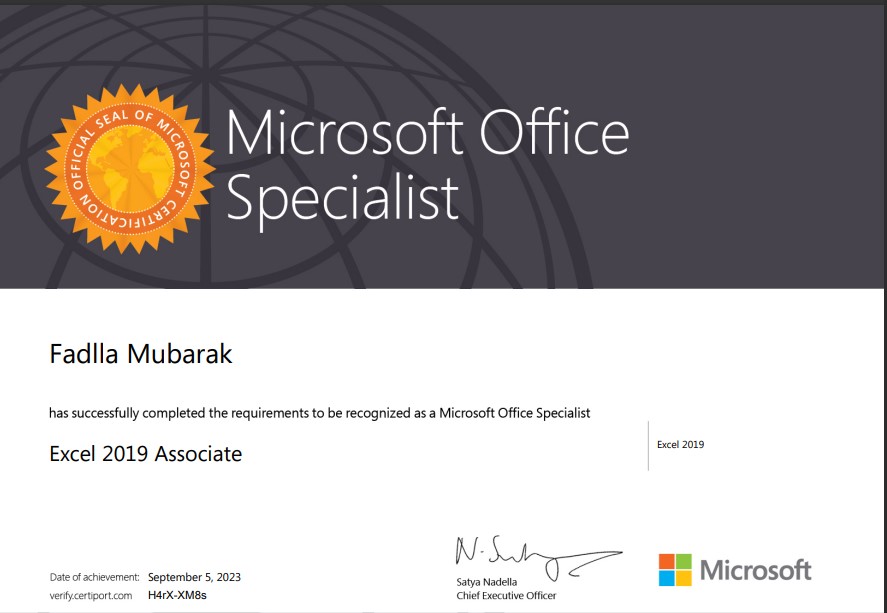 OFFICIAL SEAL OF MICROSOFT CERTIFICATION
Microsoft Office
Specialist
Fadlla Mubarak
has successfully completed the requirements to be recognized as a Microsoft Office Specialist
Excel 2019 Associate
Excel 2019
Date of achievement: September 5, 2023
verify.certiport.com H4rX-XM8s
N. Satya
Satya Nadella
Chief Executive Officer
Microsoft